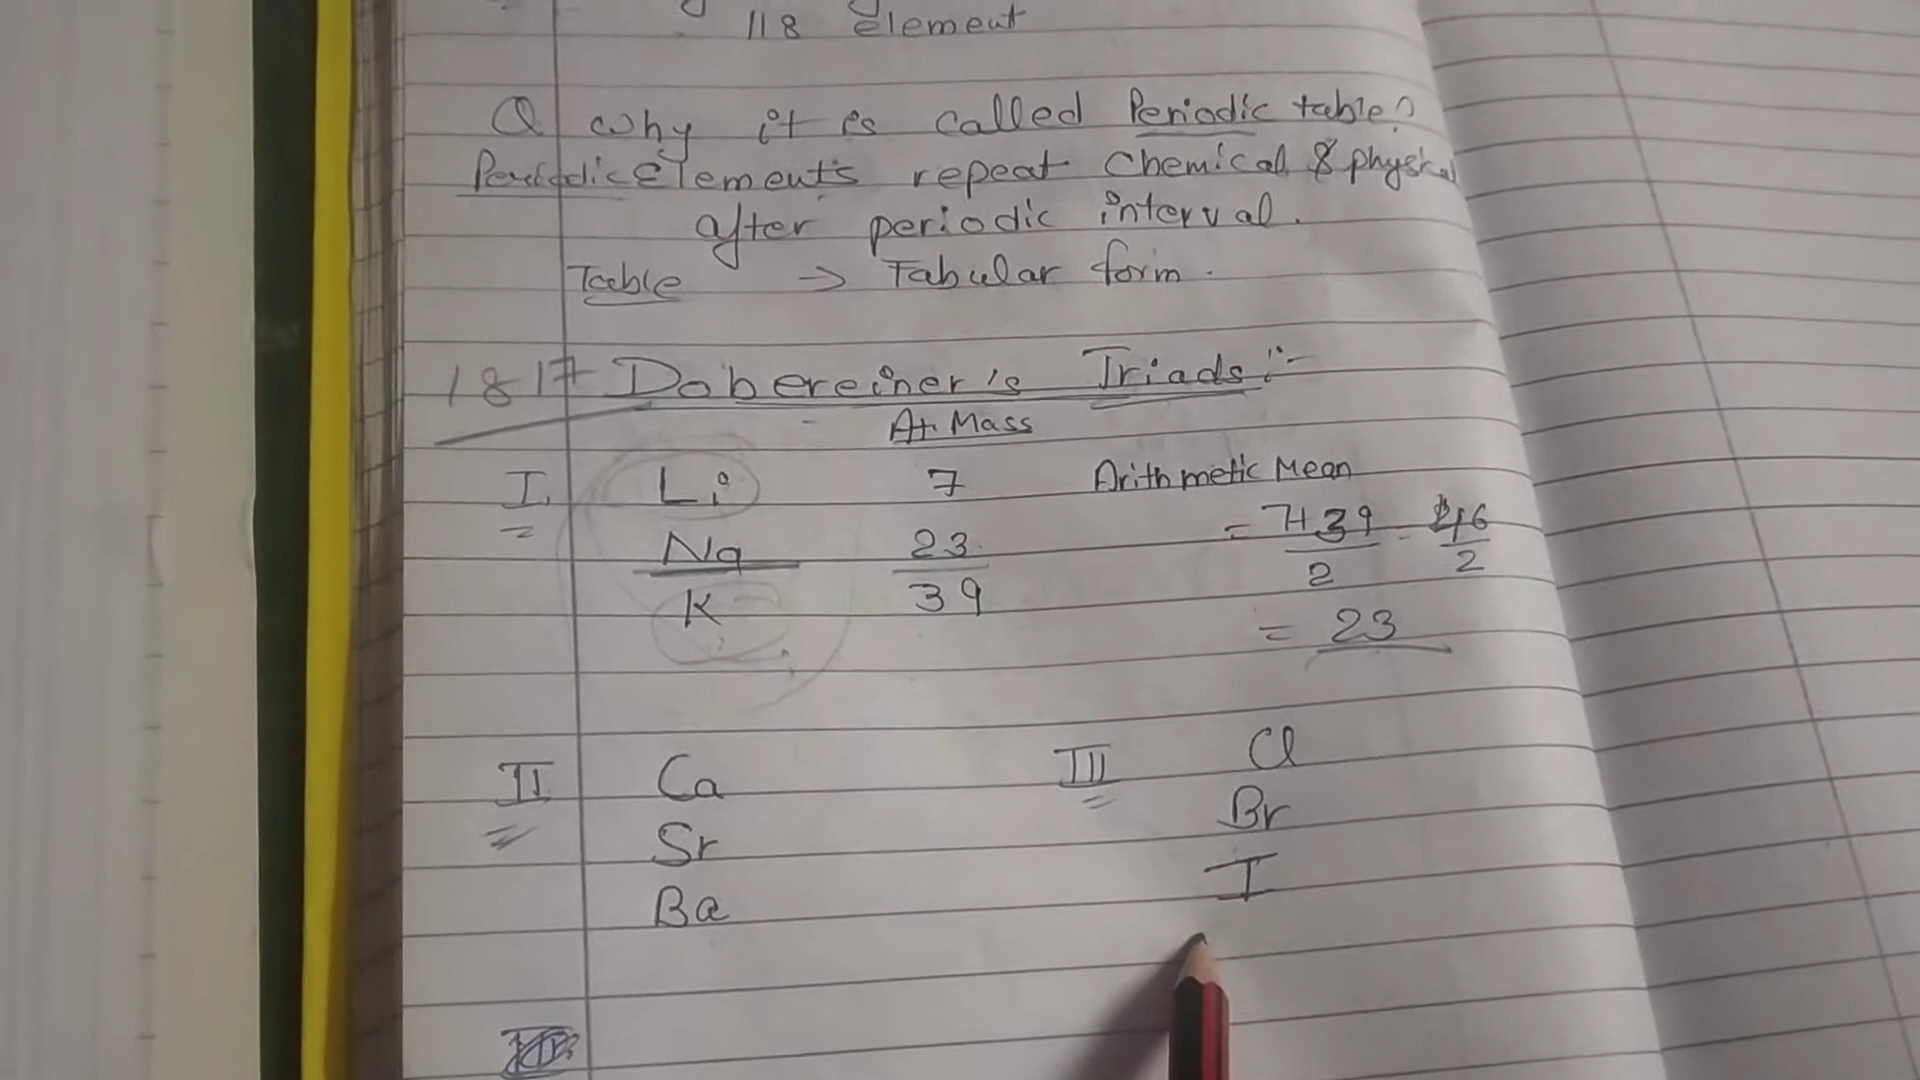 118 element
Q why it is called Periodic table?
Periodic Elements repeat Chemical & physical
after periodic interval.
Table → Tabular form.
1817 Dobereiner's Triads :-
At. Mass
I. Li 7 Arithmetic Mean
Na 23 = 7+39 = 46
2 2
K 39
= 23
II Ca III Cl
Sr Br
Ba I